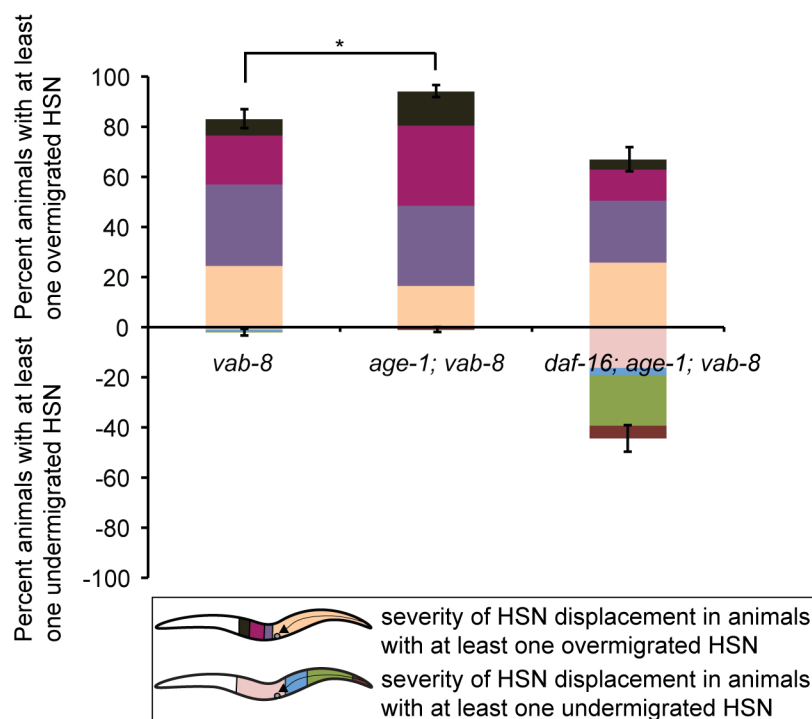 *
Percent animals with at least
one overmigrated HSN
100
80
60
40
20
0
vab-8
age-1; vab-8
daf-16; age-1; vab-8
Percent animals with at least
one undermigrated HSN
-20
-40
-60
-80
-100
severity of HSN displacement in animals
with at least one overmigrated HSN
severity of HSN displacement in animals
with at least one undermigrated HSN